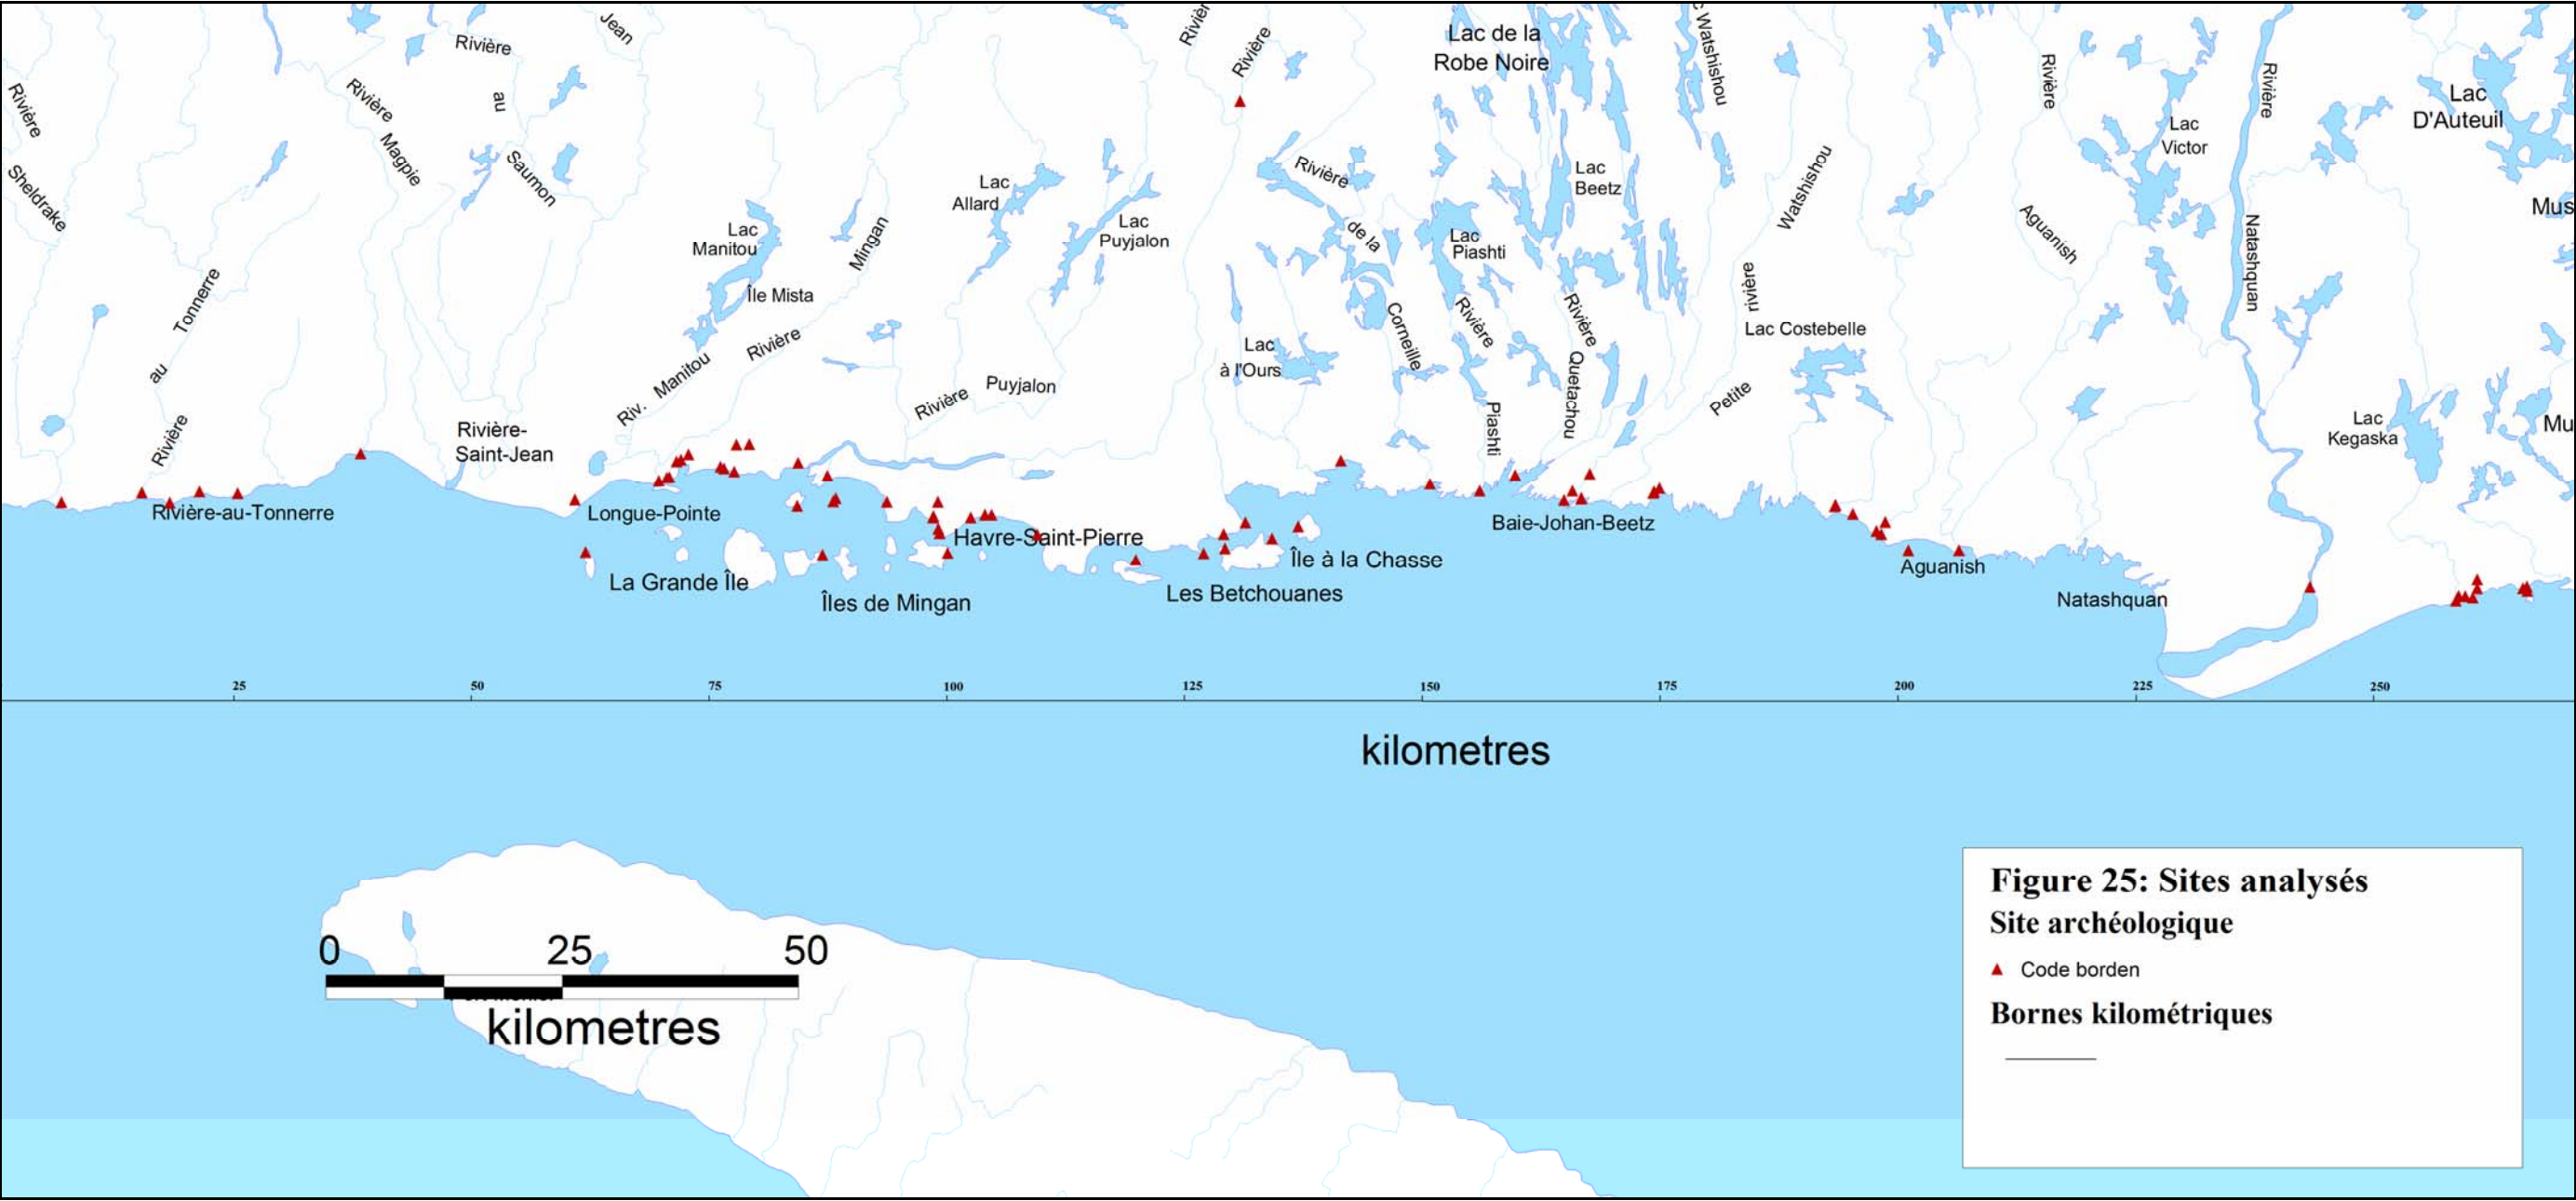 Rivière
Sheldrake
Rivière
au
Tonnerre
Rivière
Magpie
Rivière
au
Saumon
Jean
Rivière-
Saint-Jean
Riv. Manitou
Lac
Manitou
Île Mista
Rivière
Mingan
Lac
Allard
Lac
Puyjalon
Rivière
Puyjalon
Rivière
Rivière
de la
Corneille
Lac
à l'Ours
Lac de la
Robe Noire
Lac
Beetz
Lac
Piashti
Rivière
Piashti
Rivière
Quetachou
Watshishou
Petite
rivière
Watshishou
Lac Costebelle
Rivière
Aguanish
Lac
Victor
Rivière
Natashquan
Lac
D'Auteuil
Mus
Lac
Kegaska
Mu
Rivière-au-Tonnerre
Longue-Pointe
La Grande Île
Îles de Mingan
Havre-Saint-Pierre
Les Betchouanes
Île à la Chasse
Baie-Johan-Beetz
Aguanish
Natashquan
25 50 75 100 125 150 175 200 225 250
kilometres
0 25 50
kilometres
Figure 25: Sites analysés
Site archéologique
Code borden
Bornes kilométriques